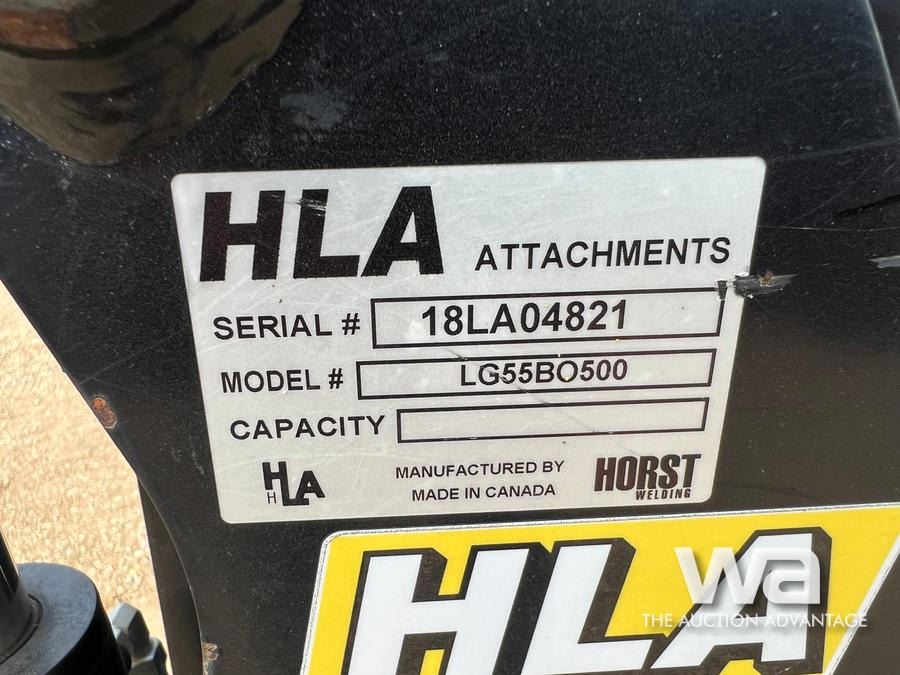 HLA ATTACHMENTS
SERIAL # 18LA04821
MODEL # LG55BO500
CAPACITY
HLA
H
MANUFACTURED BY
MADE IN CANADA
HORST
WELDING
HLA
wa
THE AUCTION ADVANTAGE